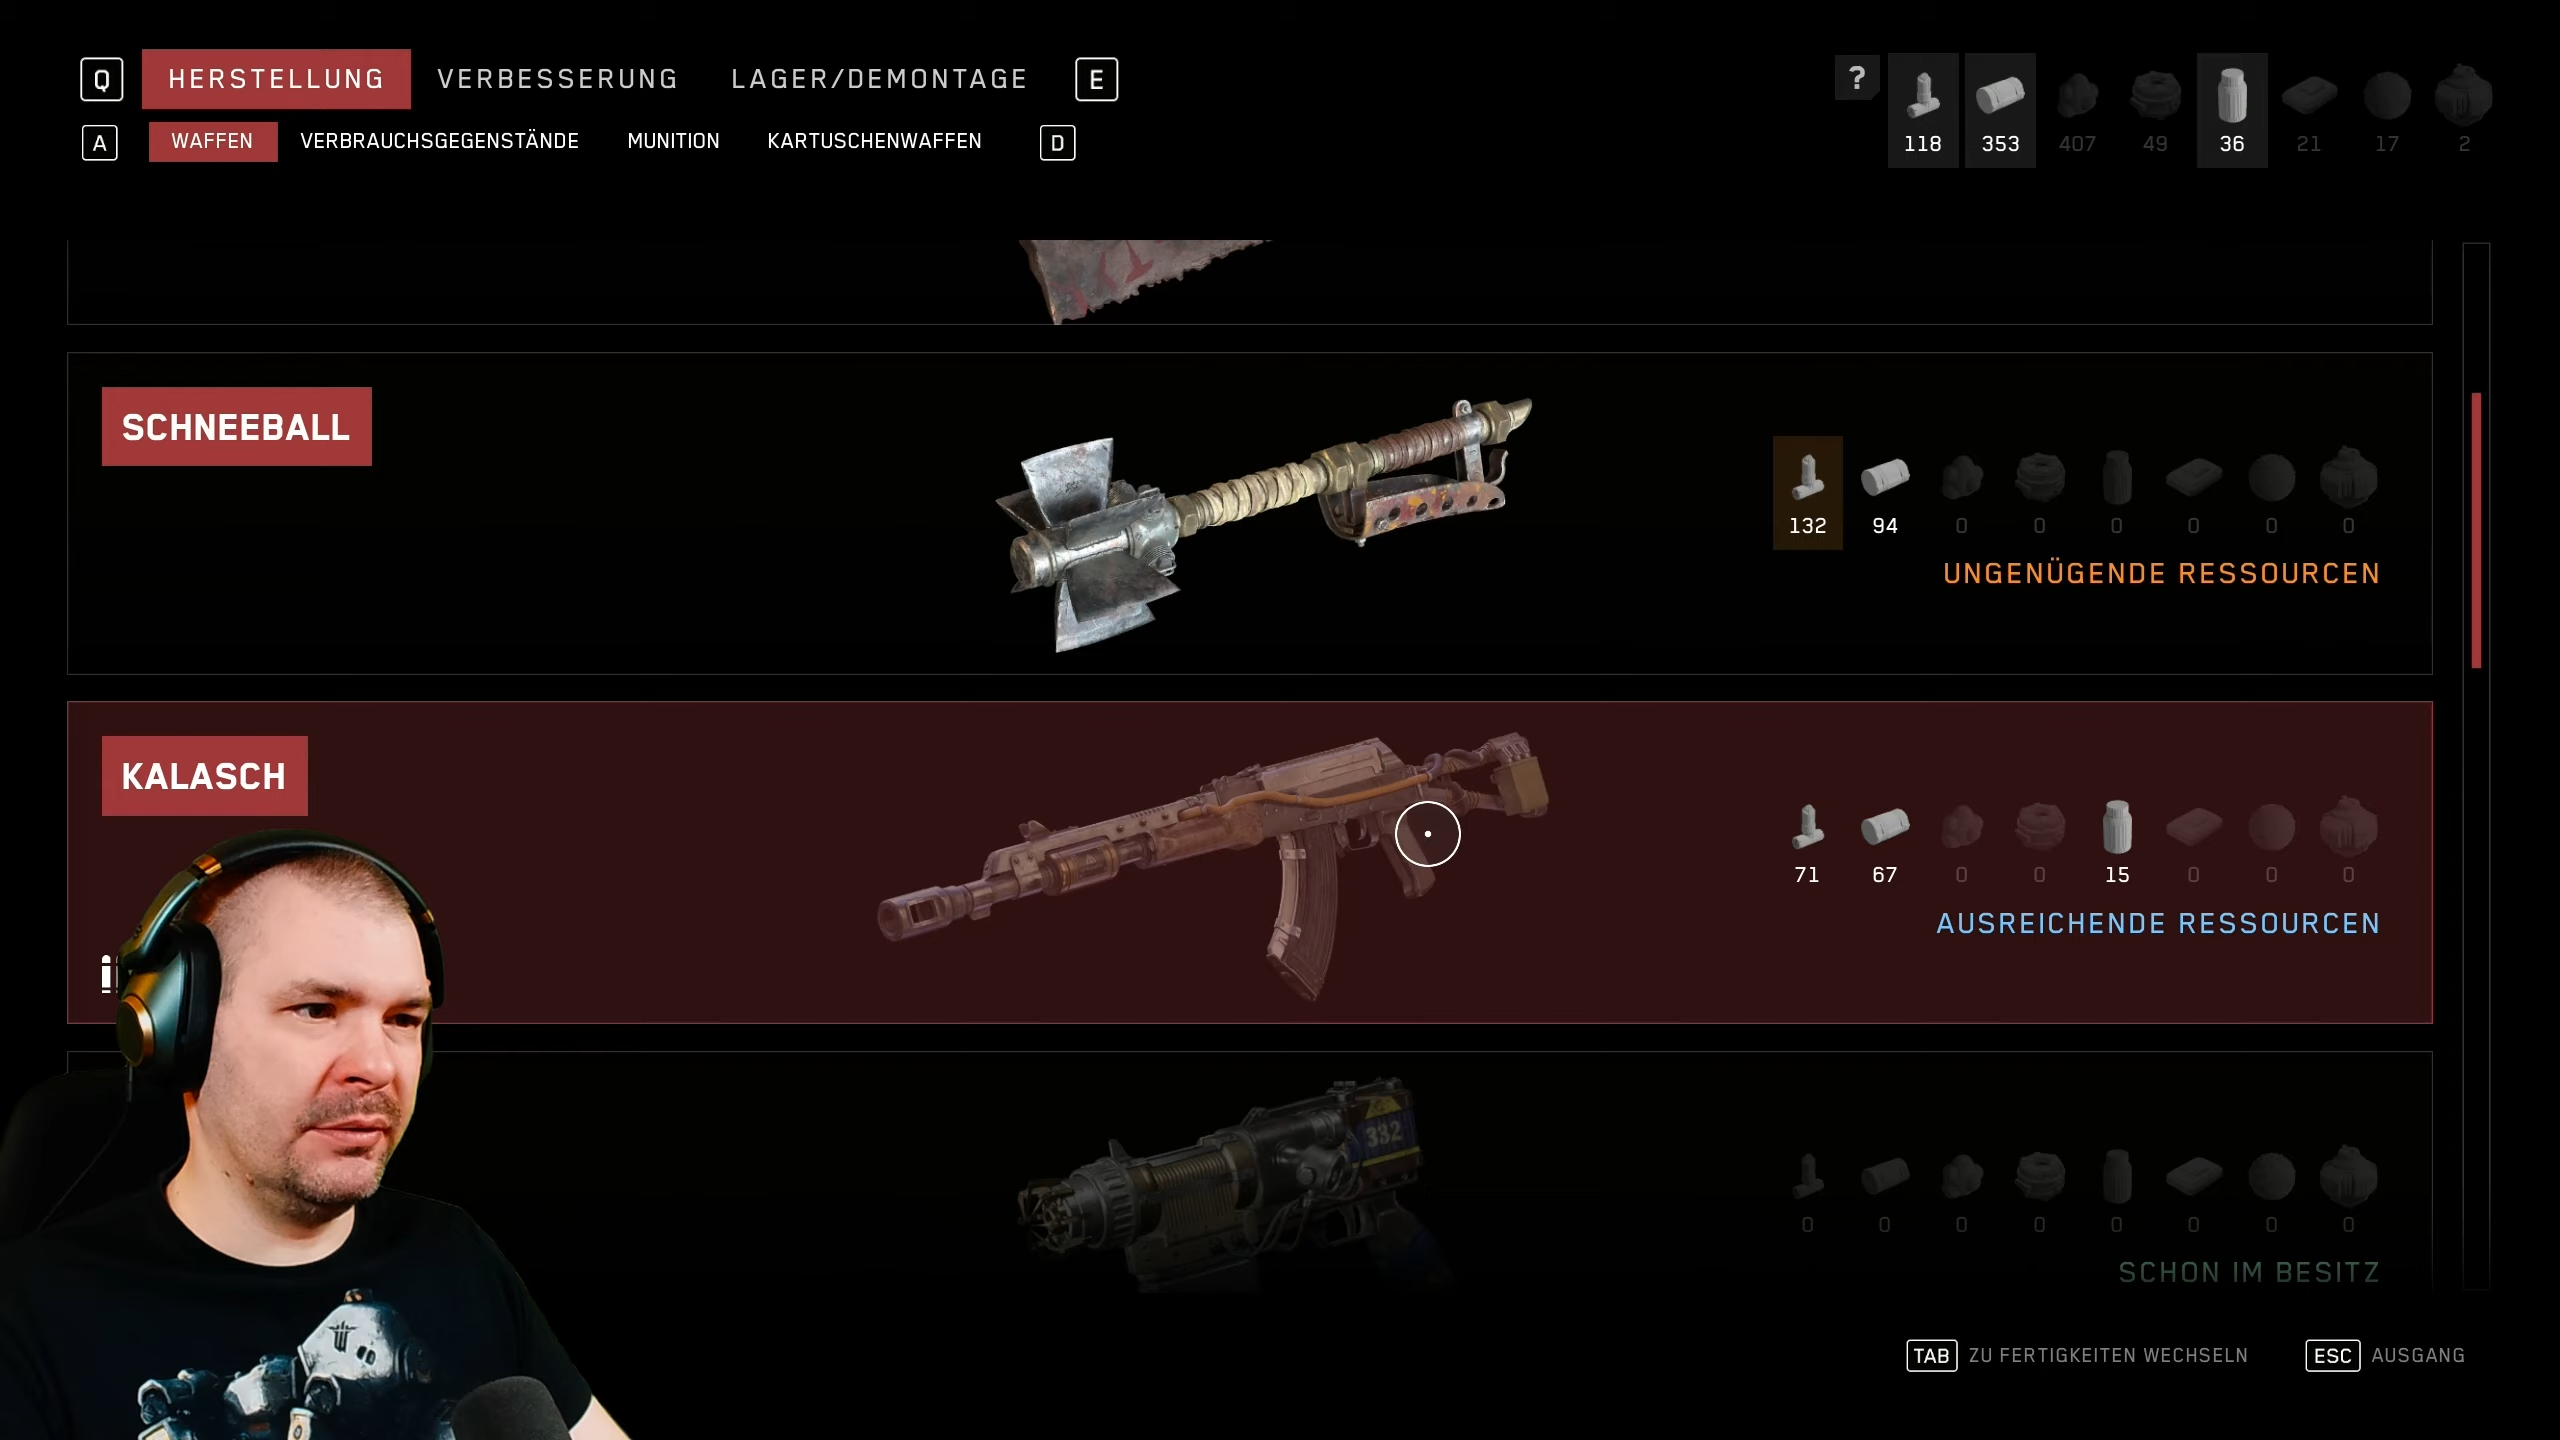 Q HERSTELLUNG VERBESSERUNG LAGER/DEMONTAGE E
A WAFFEN VERBRAUCHSGEGENSTÄNDE MUNITION KARTUSCHENWAFFEN D
?
118 353 407 49 36 21 17 2
SCHNEEBALL
132 94 0 0 0 0 0 0
UNGENÜGENDE RESSOURCEN
KALASCH
71 67 0 0 15 0 0 0
AUSREICHENDE RESSOURCEN
332
0 0 0 0 0 0 0 0
SCHON IM BESITZ
TAB ZU FERTIGKEITEN WECHSELN ESC AUSGANG